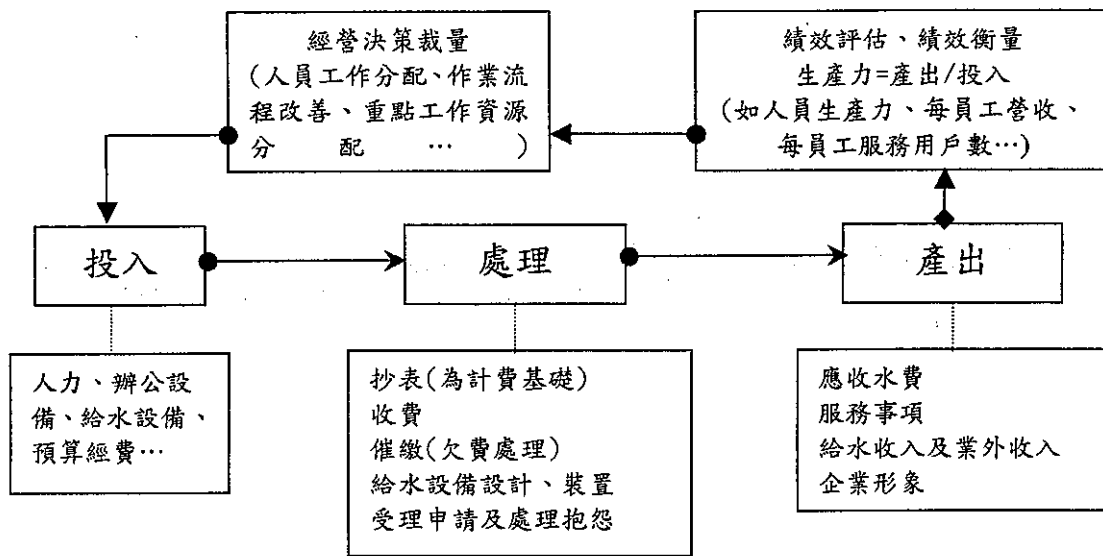 經營決策裁量
(人員工作分配、作業流
程改善、重點工作資源
分配…)
績效評估、績效衡量
生產力=產出/投入
(如人員生產力、每員工營收、
每員工服務用戶數…)
投入
處理
產出
人力、辦公設
備、給水設備、
預算經費…
抄表(為計費基礎)
收費
催繳(欠費處理)
給水設備設計、裝置
受理申請及處理抱怨
應收水費
服務事項
給水收入及業外收入
企業形象